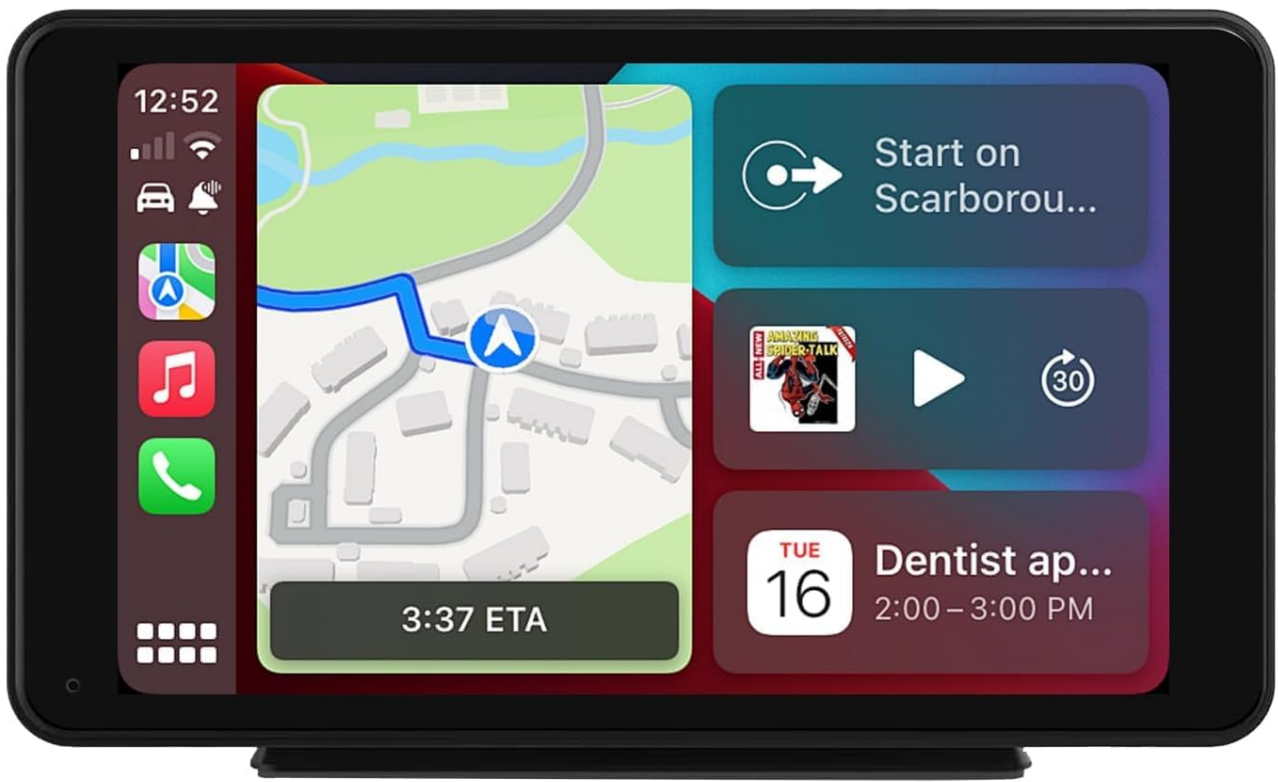 12:52
3:37 ETA
Start on
Scarborou...
ALL-NEW
AMAZING
SPIDER-TALK
30
TUE
16
Dentist ap...
2:00 – 3:00 PM